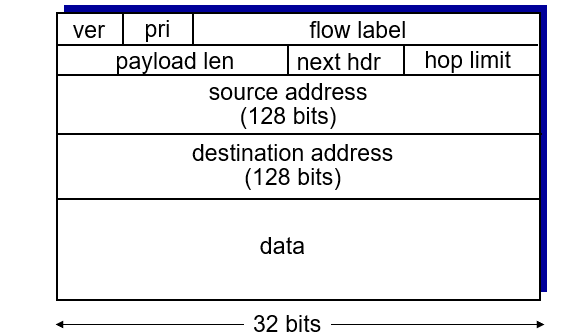 ver pri flow label
payload len next hdr hop limit
source address
(128 bits)
destination address
(128 bits)
data
32 bits